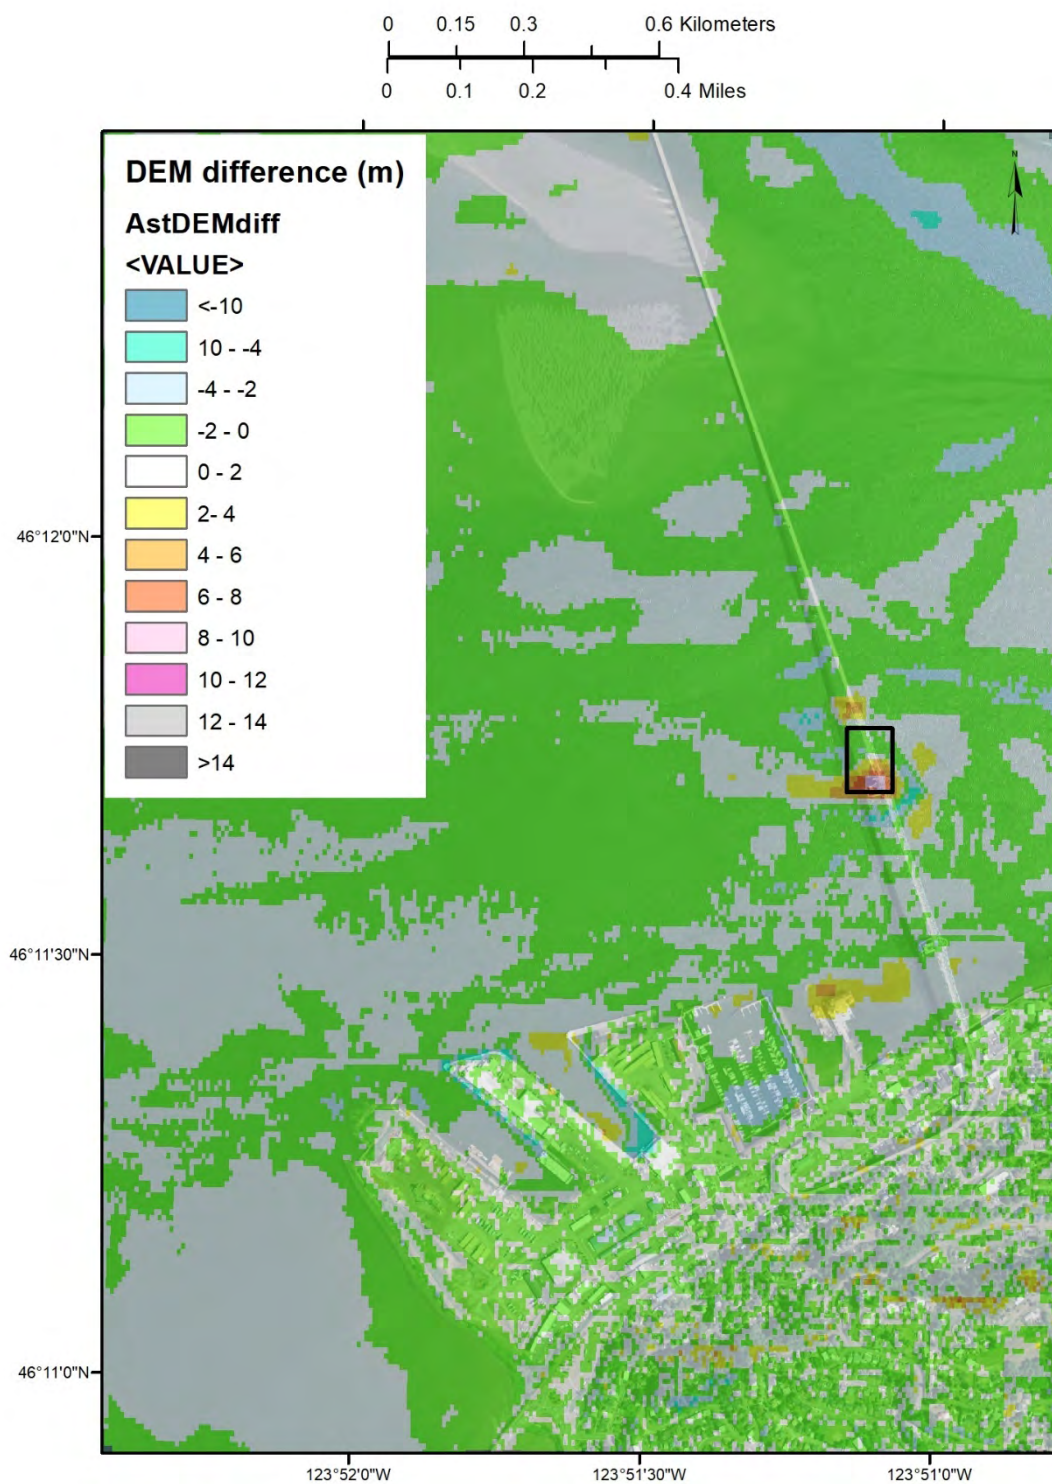 0 0.15 0.3 0.6 Kilometers
0 0.1 0.2 0.4 Miles
DEM difference (m)
AstDEMdiff
<VALUE>
<-10
10 - -4
-4 - -2
-2 - 0
0 - 2
2- 4
4 - 6
6 - 8
8 - 10
10 - 12
12 - 14
>14
N
46°12'0"N
46°11'30"N
46°11'0"N
123°52'0"W 123°51'30"W 123°51'0"W